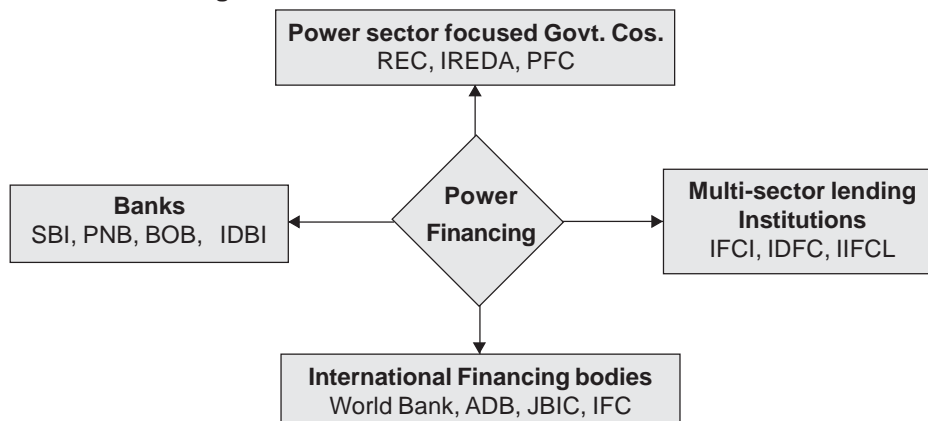 Power sector focused Govt. Cos.
REC, IREDA, PFC
Banks
SBI, PNB, BOB, IDBI
Power
Financing
Multi-sector lending
Institutions
IFCI, IDFC, IIFCL
International Financing bodies
World Bank, ADB, JBIC, IFC